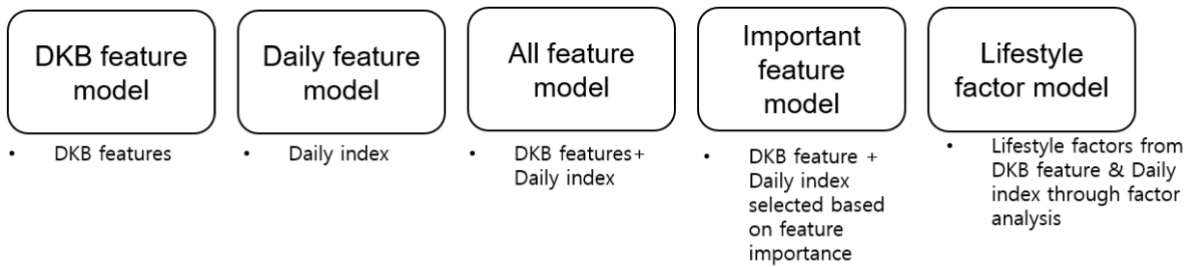 DKB feature
model
• DKB features
Daily feature
model
• Daily index
All feature
model
• DKB features+
Daily index
Important
feature
model
• DKB feature +
Daily index
selected based
on feature
importance
Lifestyle
factor model
• Lifestyle factors from
DKB feature & Daily
index through factor
analysis